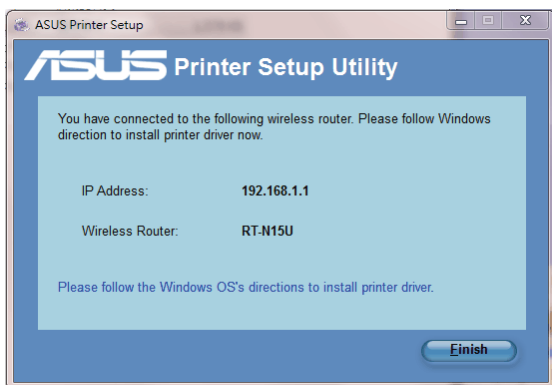 ASUS Printer Setup
ASUS Printer Setup Utility
You have connected to the following wireless router. Please follow Windows
direction to install printer driver now.
IP Address: 192.168.1.1
Wireless Router: RT-N15U
Please follow the Windows OS's directions to install printer driver.
Finish